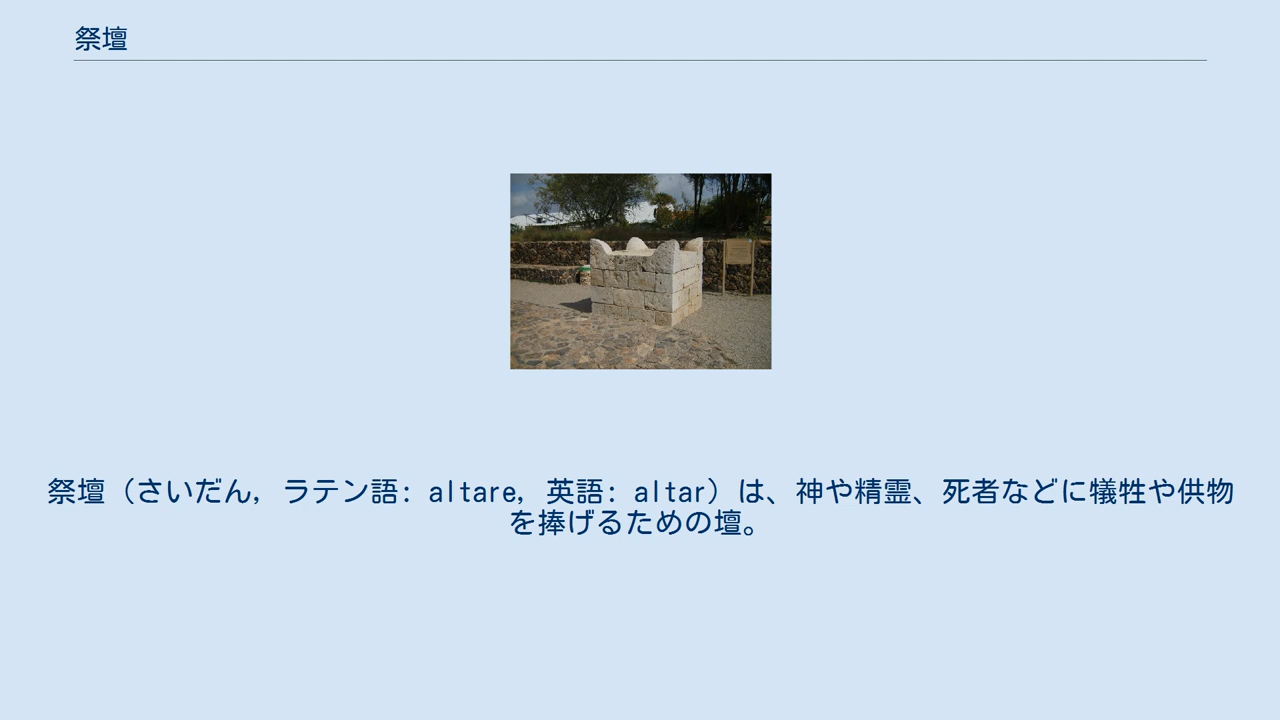 祭壇
祭壇（さいだん, ラテン語: altare, 英語: altar）は、神や精霊、死者などに犠牲や供物
を捧げるための壇。